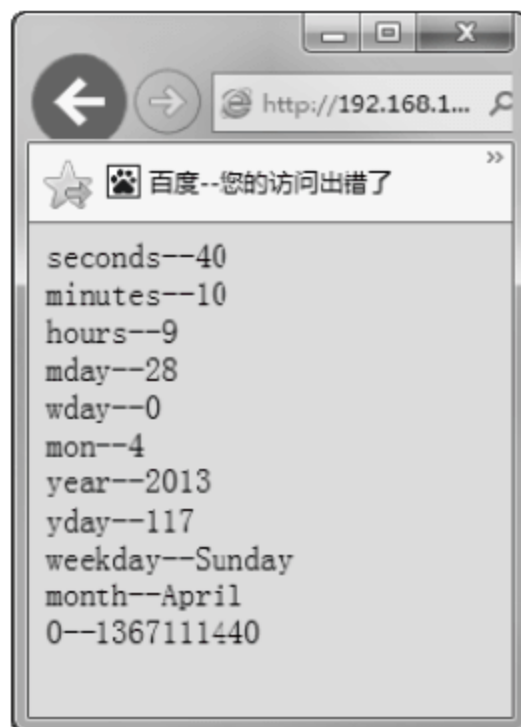 http://192.168.1...
百度--您的访问出错了
seconds--40
minutes--10
hours--9
mday--28
wday--0
mon--4
year--2013
yday--117
weekday--Sunday
month--April
0--1367111440